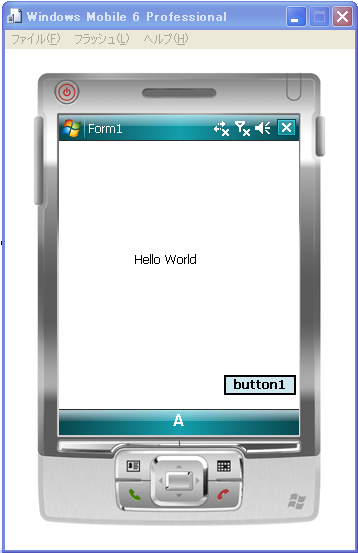 Windows Mobile 6 Professional
ファイル(F) フラッシュ(L) ヘルプ(H)
Form1
Hello World
button1
A